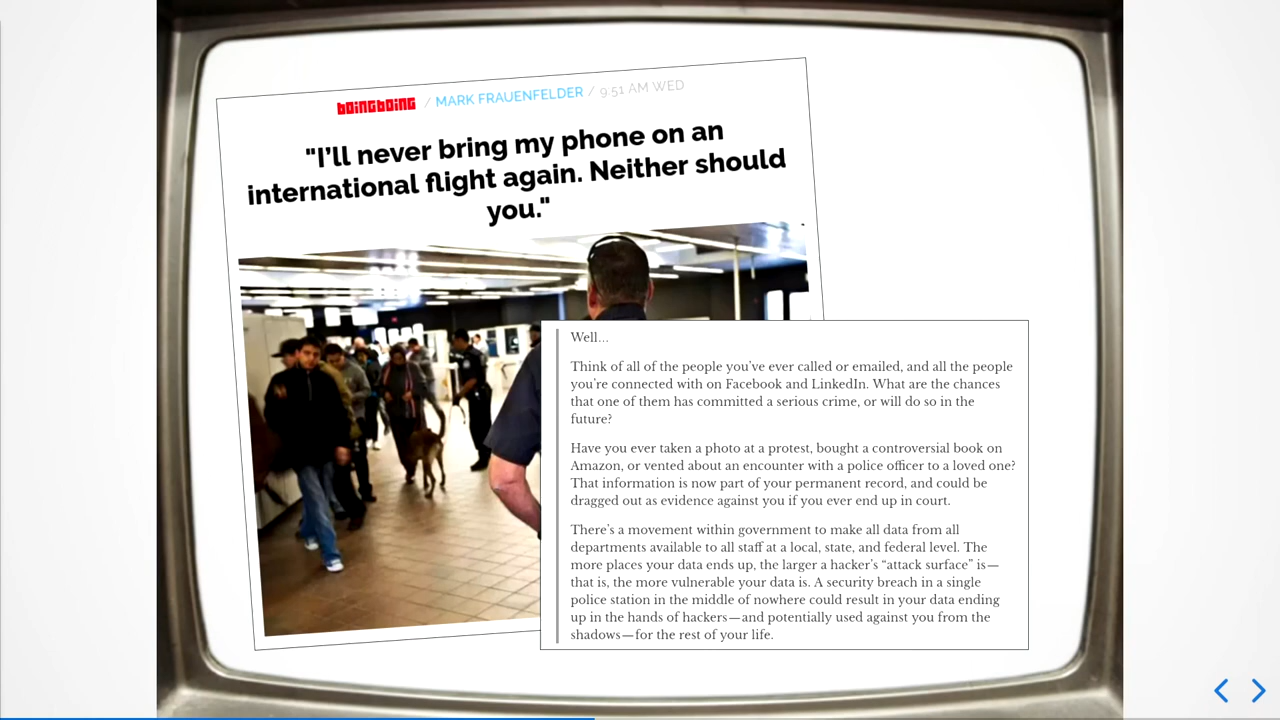 boingboing / MARK FRAUENFELDER / 9:51 AM WED
"I’ll never bring my phone on an
international flight again. Neither should
you."
Well…
Think of all of the people you’ve ever called or emailed, and all the people
you’re connected with on Facebook and LinkedIn. What are the chances
that one of them has committed a serious crime, or will do so in the
future?
Have you ever taken a photo at a protest, bought a controversial book on
Amazon, or vented about an encounter with a police officer to a loved one?
That information is now part of your permanent record, and could be
dragged out as evidence against you if you ever end up in court.
There’s a movement within government to make all data from all
departments available to all staff at a local, state, and federal level. The
more places your data ends up, the larger a hacker’s “attack surface” is—
that is, the more vulnerable your data is. A security breach in a single
police station in the middle of nowhere could result in your data ending
up in the hands of hackers—and potentially used against you from the
shadows—for the rest of your life.